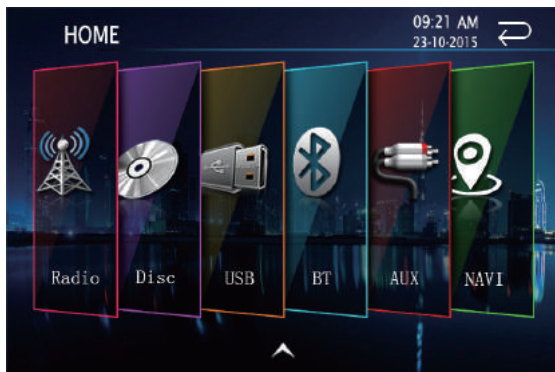 HOME
09:21 AM
23-10-2015
Radio
Disc
USB
BT
AUX
NAVI